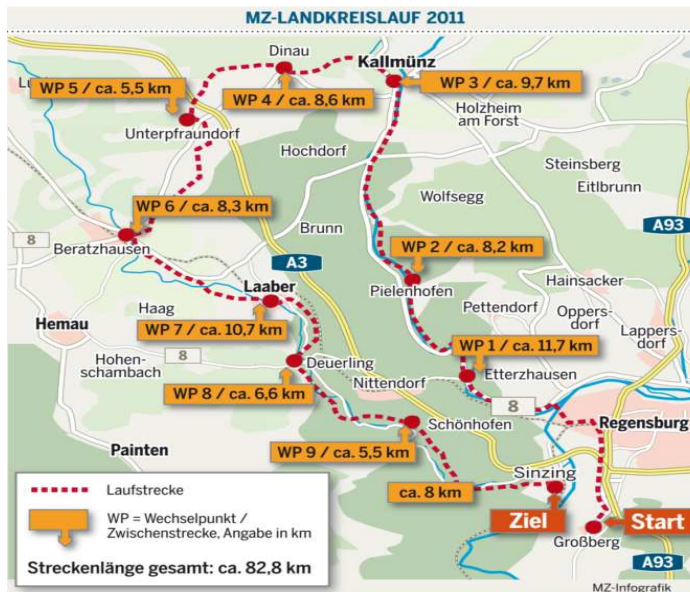 MZ-LANDKREISLAUF 2011
Dinau
Kallmünz
WP 5 / ca. 5,5 km
WP 4 / ca. 8,6 km
WP 3 / ca. 9,7 km
Unterpfraundorf
Holzheim
am Forst
Hochdorf
Steinsberg
Eitlbrunn
WP 6 / ca. 8,3 km
Wolfsegg
8
Beratzhausen
Brunn
A93
WP 2 / ca. 8,2 km
A3
Laaber
Pielenhofen
Hainsacker
Haag
Pettendorf
Oppers-
dorf
Hemau
WP 7 / ca. 10,7 km
WP 1 / ca. 11,7 km
Lappers-
dorf
Hohen-
schambach
8
Deuerling
Etterzhausen
WP 8 / ca. 6,6 km
Nittendorf
8
Regensburg
Painten
WP 9 / ca. 5,5 km
Schönhofen
Sinzing
ca. 8 km
Ziel
Start
Großberg
A93
Laufstrecke
WP = Wechselpunkt /
Zwischenstrecke, Angabe in km
Streckenlänge gesamt: ca. 82,8 km
MZ-Infografik